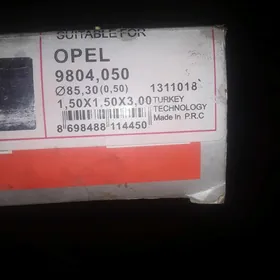 SUITABLE FOR
OPEL
9804,050
Ø85,30(0,50) 1311018
1,50X1,50X3,00 TURKEY
TECHNOLOGY
Made In P.R.C
8 698488 114450